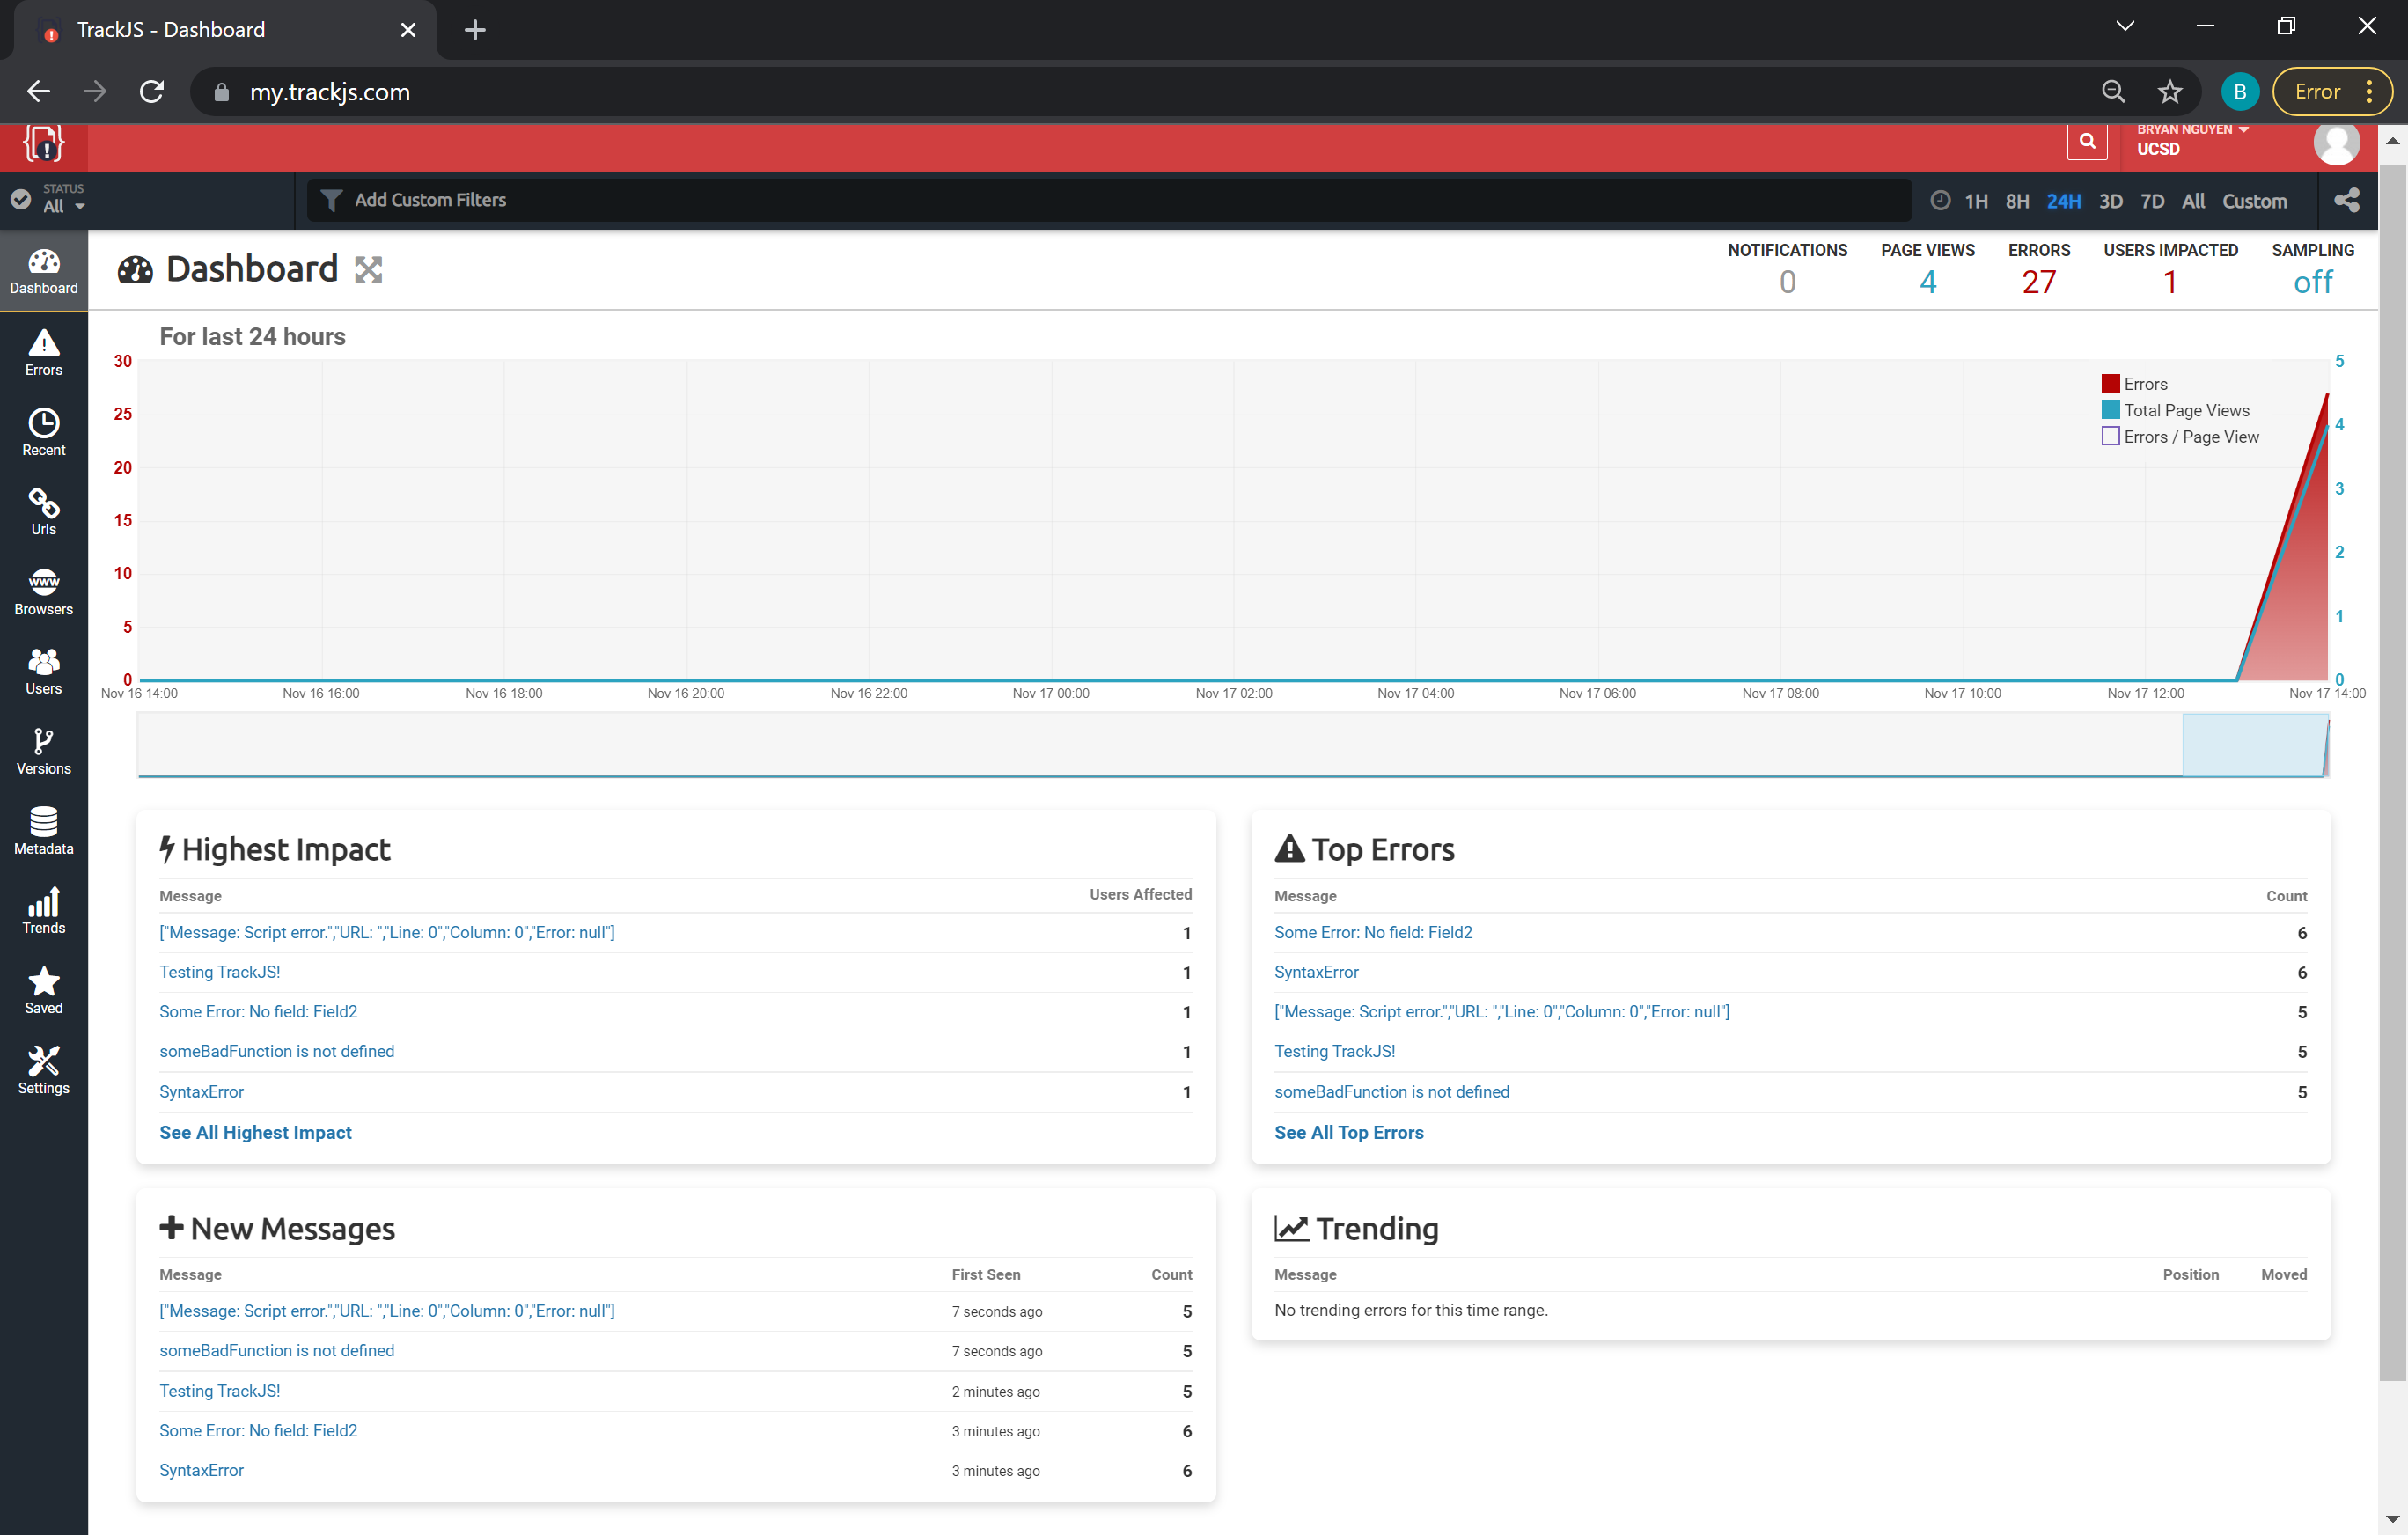 TrackJS - Dashboard
my.trackjs.com
B
Error
BRYAN NGUYEN
UCSD
STATUS
All
Add Custom Filters
1H 8H 24H 3D 7D All Custom
Dashboard
NOTIFICATIONS PAGE VIEWS ERRORS USERS IMPACTED SAMPLING
0 4 27 1 off
Dashboard
Errors
Recent
Urls
WWW
Browsers
Users
Versions
Metadata
Trends
Saved
Settings
For last 24 hours
30
25
20
15
10
5
0
Errors
Total Page Views
Errors / Page View
5
4
3
2
1
0
Nov 16 14:00 Nov 16 16:00 Nov 16 18:00 Nov 16 20:00 Nov 16 22:00 Nov 17 00:00 Nov 17 02:00 Nov 17 04:00 Nov 17 06:00 Nov 17 08:00 Nov 17 10:00 Nov 17 12:00 Nov 17 14:00
Highest Impact
Message Users Affected
["Message: Script error.","URL: ","Line: 0","Column: 0","Error: null"] 1
Testing TrackJS! 1
Some Error: No field: Field2 1
someBadFunction is not defined 1
SyntaxError 1
See All Highest Impact
Top Errors
Message Count
Some Error: No field: Field2 6
SyntaxError 6
["Message: Script error.","URL: ","Line: 0","Column: 0","Error: null"] 5
Testing TrackJS! 5
someBadFunction is not defined 5
See All Top Errors
New Messages
Message First Seen Count
["Message: Script error.","URL: ","Line: 0","Column: 0","Error: null"] 7 seconds ago 5
someBadFunction is not defined 7 seconds ago 5
Testing TrackJS! 2 minutes ago 5
Some Error: No field: Field2 3 minutes ago 6
SyntaxError 3 minutes ago 6
Trending
Message Position Moved
No trending errors for this time range.